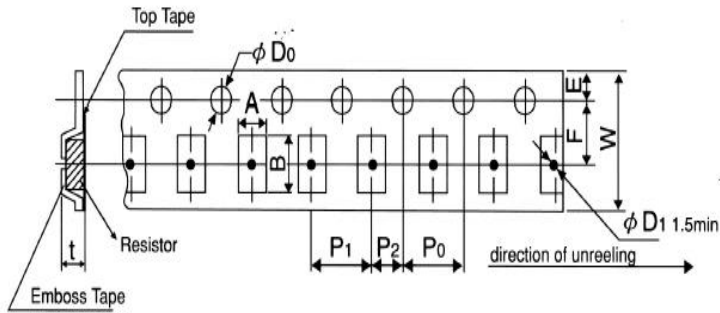 Top Tape
φ D0
A
B
E
F
W
t
Resistor
Emboss Tape
P1
P2
P0
φ D1 1.5min
direction of unreeling